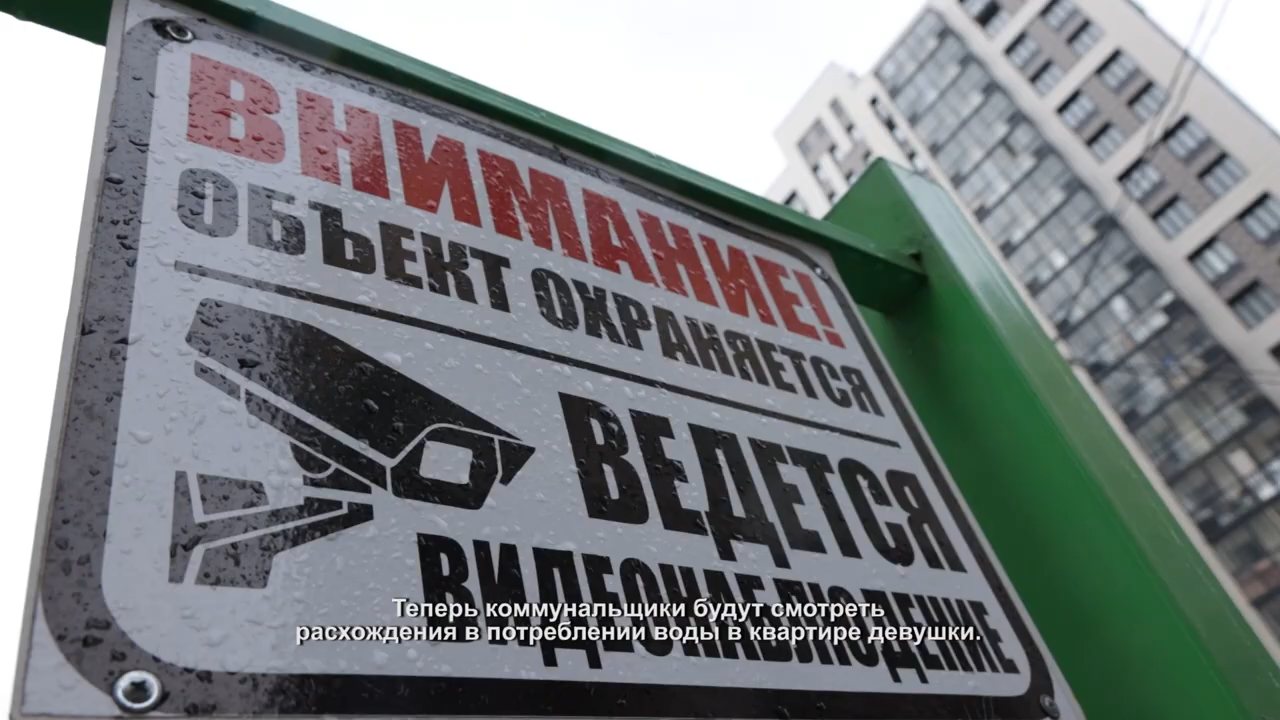 ВНИМАНИЕ!
ОБЪЕКТ ОХРАНЯЕТСЯ
ВЕДЕТСЯ
ВИДЕОНАБЛЮДЕНИЕ
Теперь коммунальщики будут смотреть
расхождения в потреблении воды в квартире девушки.